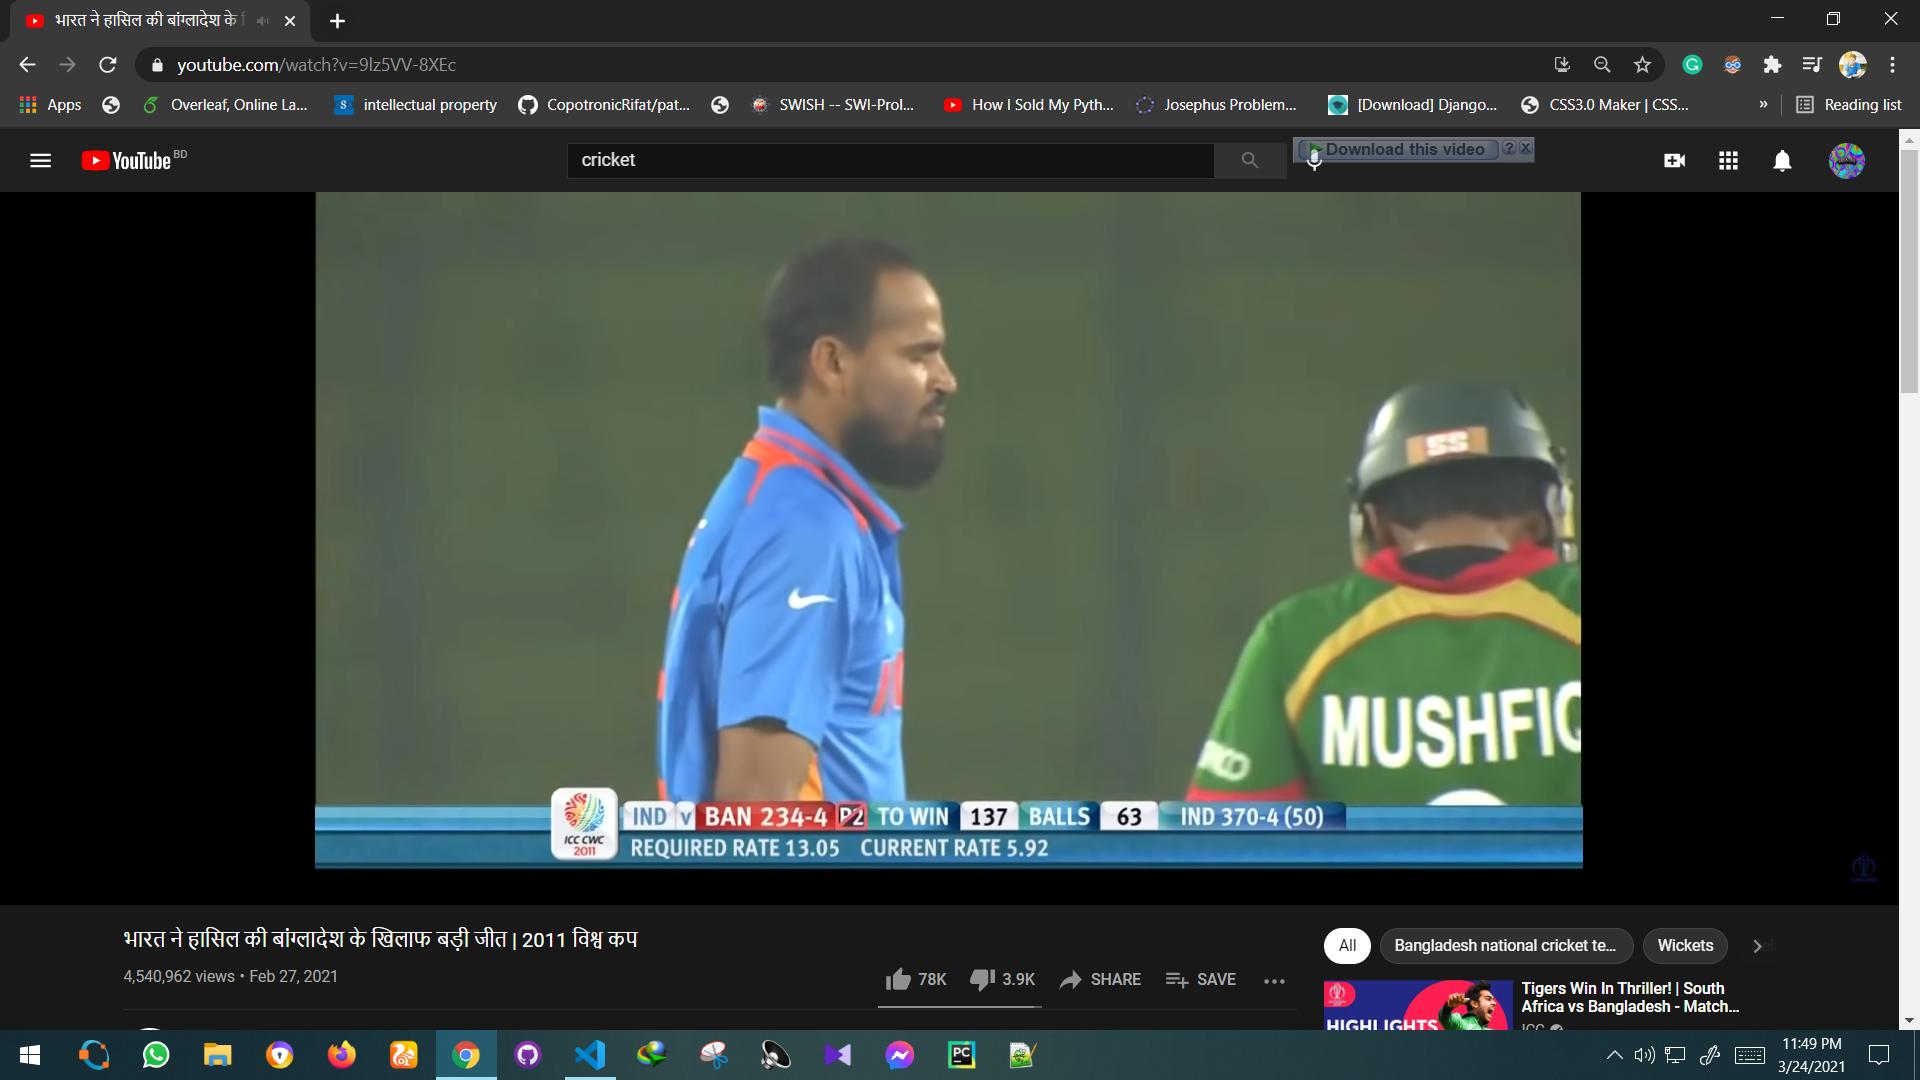 भारत ने हासिल की बांग्लादेश के
youtube.com/watch?v=9lz5VV-8XEc
Apps
Overleaf, Online La...
intellectual property
CopotronicRifat/pat...
SWISH -- SWI-Prol...
How I Sold My Pyth...
Josephus Problem...
[Download] Django...
CSS3.0 Maker | CSS...
»
Reading list
YouTube BD
cricket
Download this video
SS
MUSHFIQ
ICC CWC
2011
IND v BAN 234-4 P2 TO WIN 137 BALLS 63 IND 370-4 (50)
REQUIRED RATE 13.05 CURRENT RATE 5.92
भारत ने हासिल की बांग्लादेश के खिलाफ बड़ी जीत | 2011 विश्व कप
4,540,962 views • Feb 27, 2021
78K
3.9K
SHARE
SAVE
All
Bangladesh national cricket te...
Wickets
HIGHLIGHTS
Tigers Win In Thriller! | South
Africa vs Bangladesh - Match...
ICC
PC
11:49 PM
3/24/2021